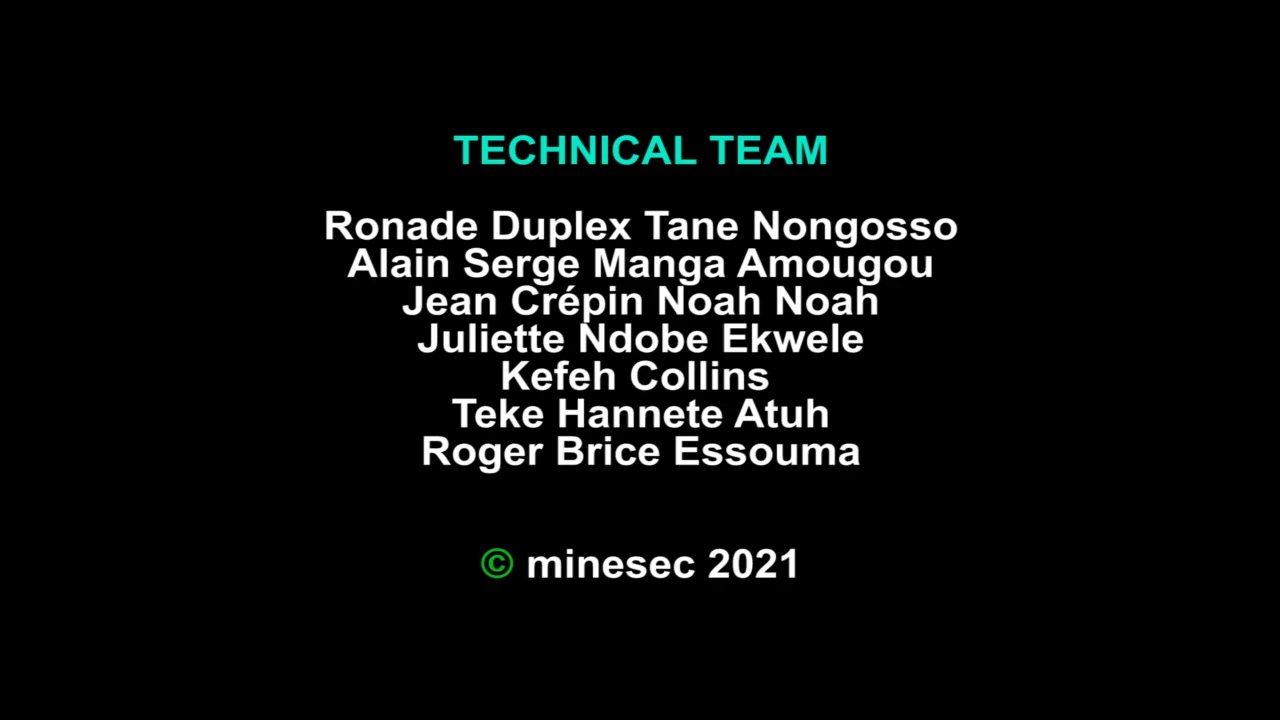 TECHNICAL TEAM
Ronade Duplex Tane Nongosso
Alain Serge Manga Amougou
Jean Crépin Noah Noah
Juliette Ndobe Ekwele
Kefeh Collins
Teke Hannete Atuh
Roger Brice Essouma
© minesec 2021